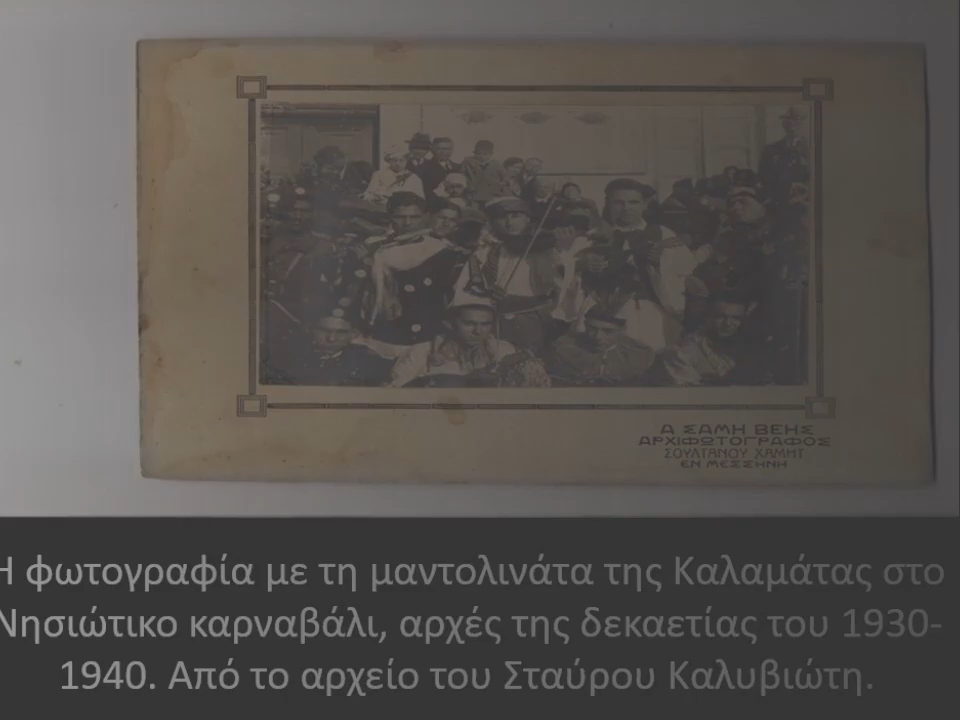 Α ΣΑΜΗ ΒΕΗΣ
ΑΡΧΙΦΩΤΟΓΡΑΦΟΣ
ΣΟΥΛΤΑΝΟΥ ΧΑΜΗΤ
ΕΝ ΜΕΣΣΗΝΗ
Η φωτογραφία με τη μαντολινάτα της Καλαμάτας στο
Νησιώτικο καρναβάλι, αρχές της δεκαετίας του 1930-
1940. Από το αρχείο του Σταύρου Καλυβιώτη.